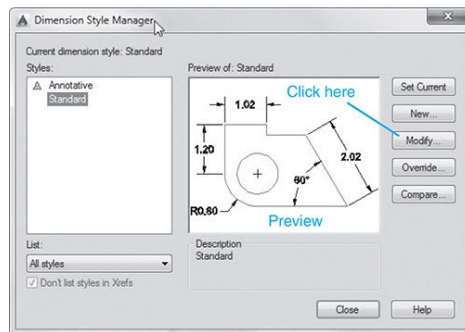 Dimension Style Manager
Current dimension style: Standard
Styles:
Annotative
Standard
Preview of: Standard
Click here
1.02
1.20
2.02
60°
R0.60
Preview
Set Current
New...
Modify...
Override...
Compare...
List:
All styles
Don't list styles in Xrefs
Description
Standard
Close
Help